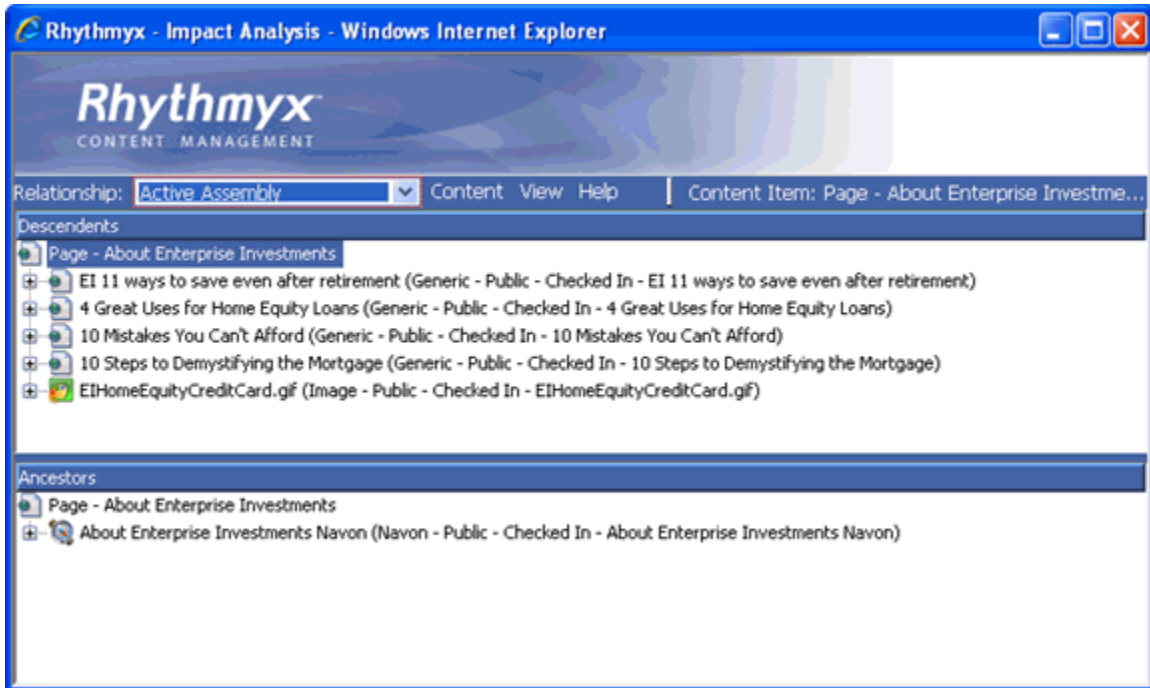 Rhythmyx - Impact Analysis - Windows Internet Explorer
Rhythmyx
CONTENT MANAGEMENT
Relationship: Active Assembly Content View Help Content Item: Page - About Enterprise Investme...
Descendents
Page - About Enterprise Investments
EI 11 ways to save even after retirement (Generic - Public - Checked In - EI 11 ways to save even after retirement)
4 Great Uses for Home Equity Loans (Generic - Public - Checked In - 4 Great Uses for Home Equity Loans)
10 Mistakes You Can't Afford (Generic - Public - Checked In - 10 Mistakes You Can't Afford)
10 Steps to Demystifying the Mortgage (Generic - Public - Checked In - 10 Steps to Demystifying the Mortgage)
EIHomeEquityCreditCard.gif (Image - Public - Checked In - EIHomeEquityCreditCard.gif)
Ancestors
Page - About Enterprise Investments
About Enterprise Investments Navon (Navon - Public - Checked In - About Enterprise Investments Navon)